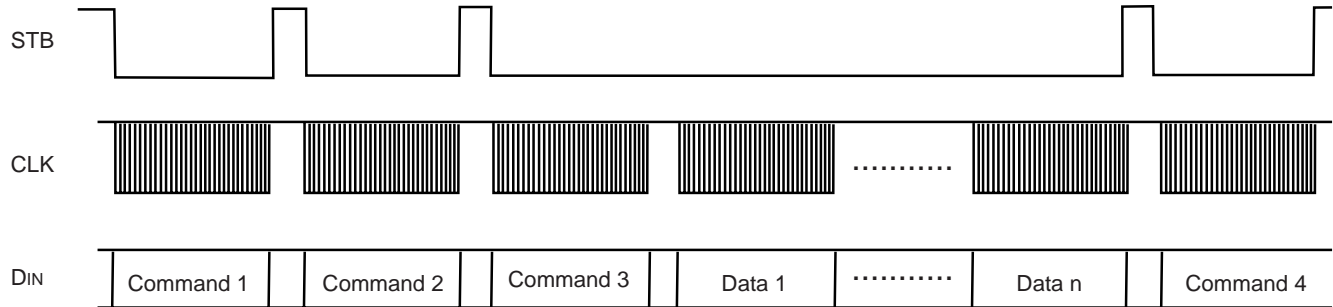 STB
CLK
DIN Command 1 Command 2 Command 3 Data 1 ........... Data n Command 4